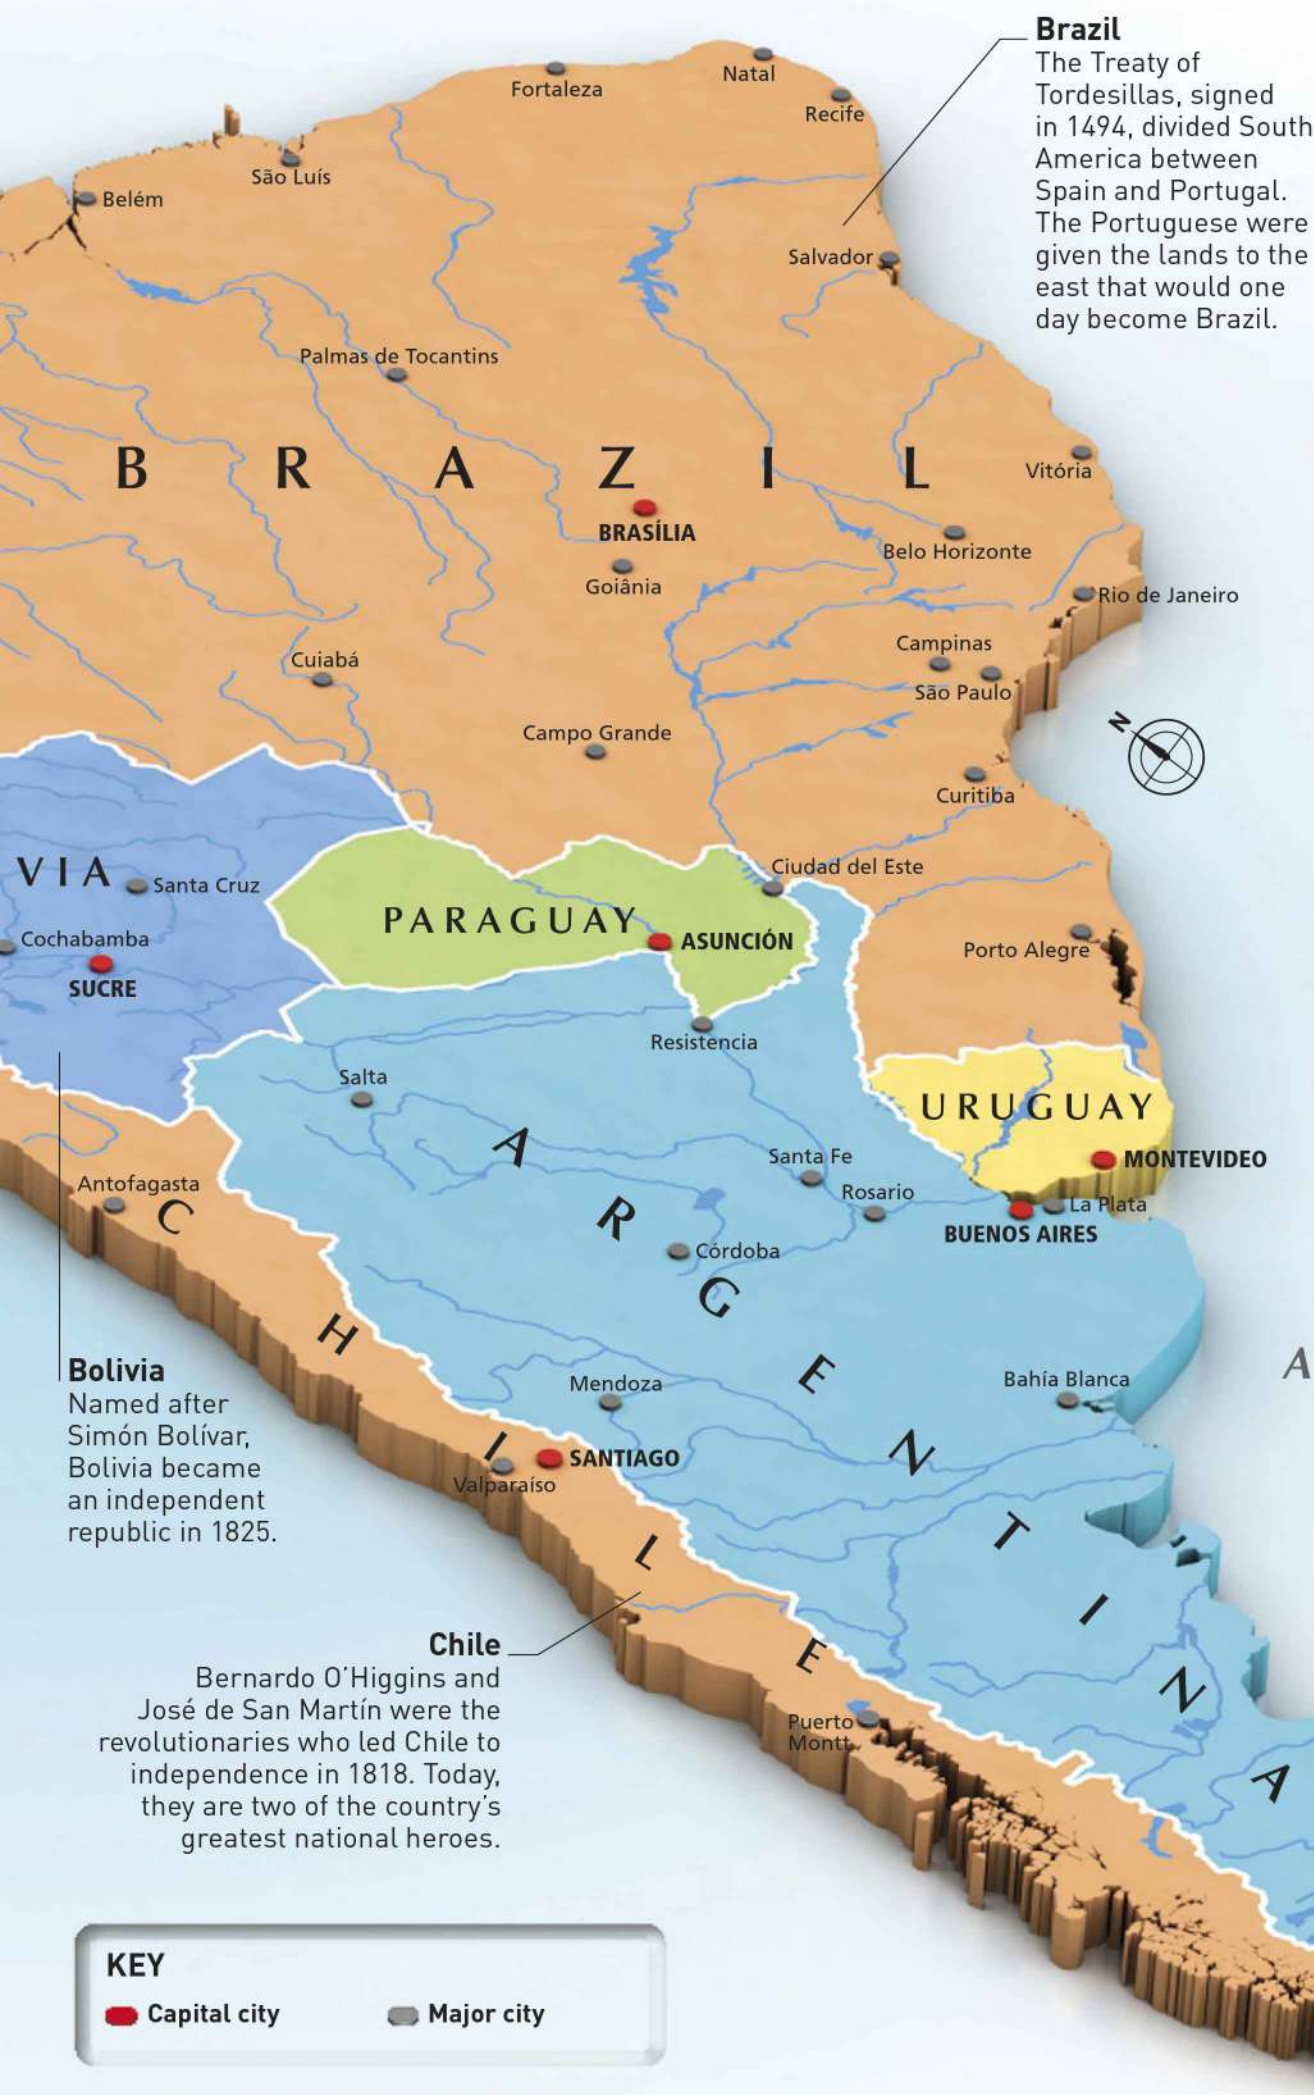 Brazil
The Treaty of
Tordesillas, signed
in 1494, divided South
America between
Spain and Portugal.
The Portuguese were
given the lands to the
east that would one
day become Brazil.
Natal
Fortaleza
Recife
São Luís
Belém
Salvador
Palmas de Tocantins
BRAZIL
Vitória
BRASÍLIA
Belo Horizonte
Goiânia
Rio de Janeiro
Campinas
Cuiabá
São Paulo
N
Campo Grande
Curitiba
Ciudad del Este
VIA
Santa Cruz
PARAGUAY
Cochabamba
ASUNCIÓN
Porto Alegre
SUCRE
Resistencia
Salta
URUGUAY
Santa Fe
MONTEVIDEO
Antofagasta
Rosario
La Plata
BUENOS AIRES
Córdoba
ARGENTINA
CHILE
A
Bahía Blanca
Mendoza
SANTIAGO
Valparaíso
Bolivia
Named after
Simón Bolívar,
Bolivia became
an independent
republic in 1825.
Chile
Bernardo O'Higgins and
José de San Martín were the
revolutionaries who led Chile to
independence in 1818. Today,
they are two of the country's
greatest national heroes.
Puerto
Montt
KEY
Capital city
Major city